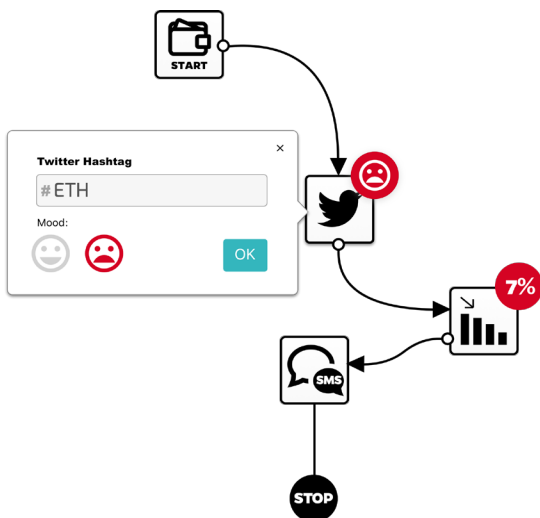 START
×
Twitter Hashtag
#ETH
Mood:
OK
7%
SMS
STOP